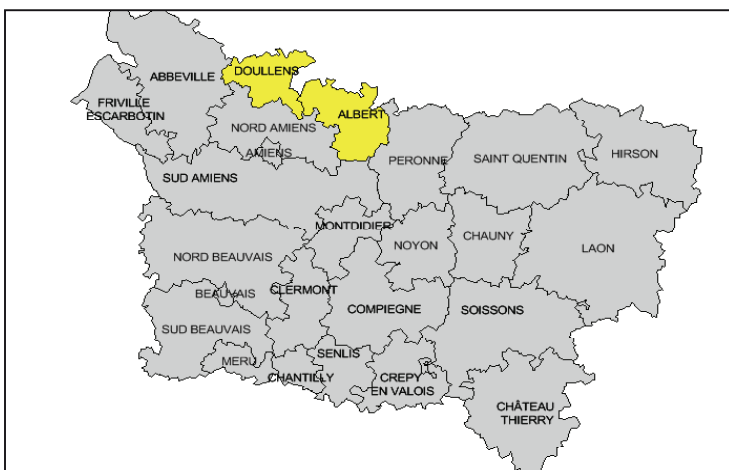 ABBEVILLE
DOULLENS
FRIVILLE
ESCARBOTIN
ALBERT
NORD AMIENS
AMIENS
PERONNE
SAINT QUENTIN
HIRSON
SUD AMIENS
MONTDIDIER
NOYON
CHAUNY
LAON
NORD BEAUVAIS
BEAUVAIS
CLERMONT
COMPIEGNE
SOISSONS
SUD BEAUVAIS
MERU
SENLIS
CHANTILLY
CREPY
EN VALOIS
CHÂTEAU
THIERRY